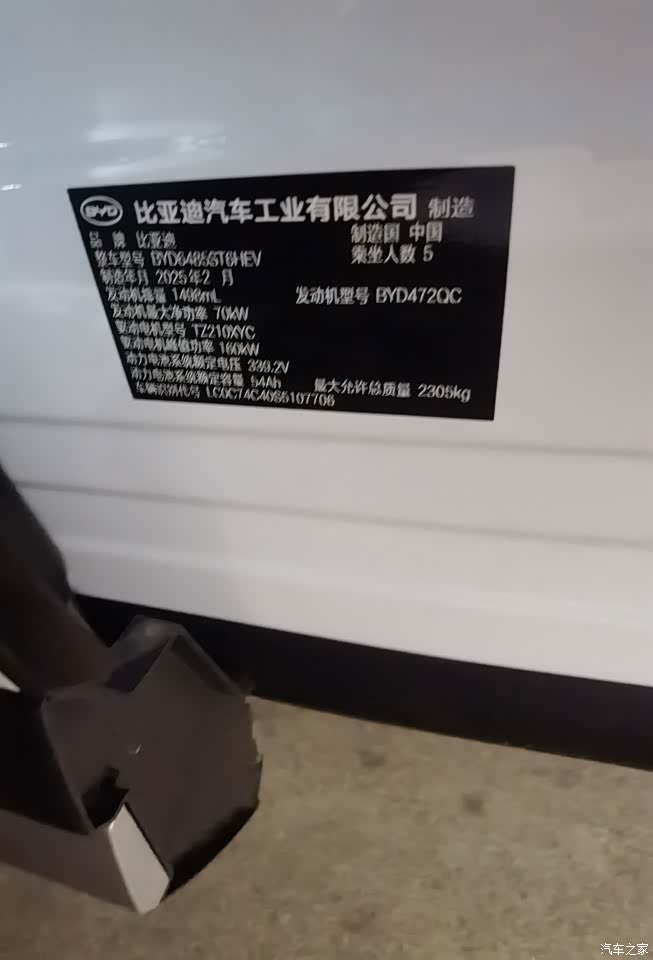 BYD 比亚迪汽车工业有限公司 制造
品 牌 比亚迪 制造国 中国
整车型号 BYD6485ST6HEV 乘坐人数 5
制造年月 2025年2月
发动机排量 1498mL 发动机型号 BYD472QC
发动机最大净功率 70kW
驱动电机型号 TZ210XYC
驱动电机峰值功率 160kW
动力电池系统额定电压 339.2V
动力电池系统额定容量 54Ah 最大允许总质量 2305kg
车辆识别代号 LC0C74C40S5107706
汽车之家